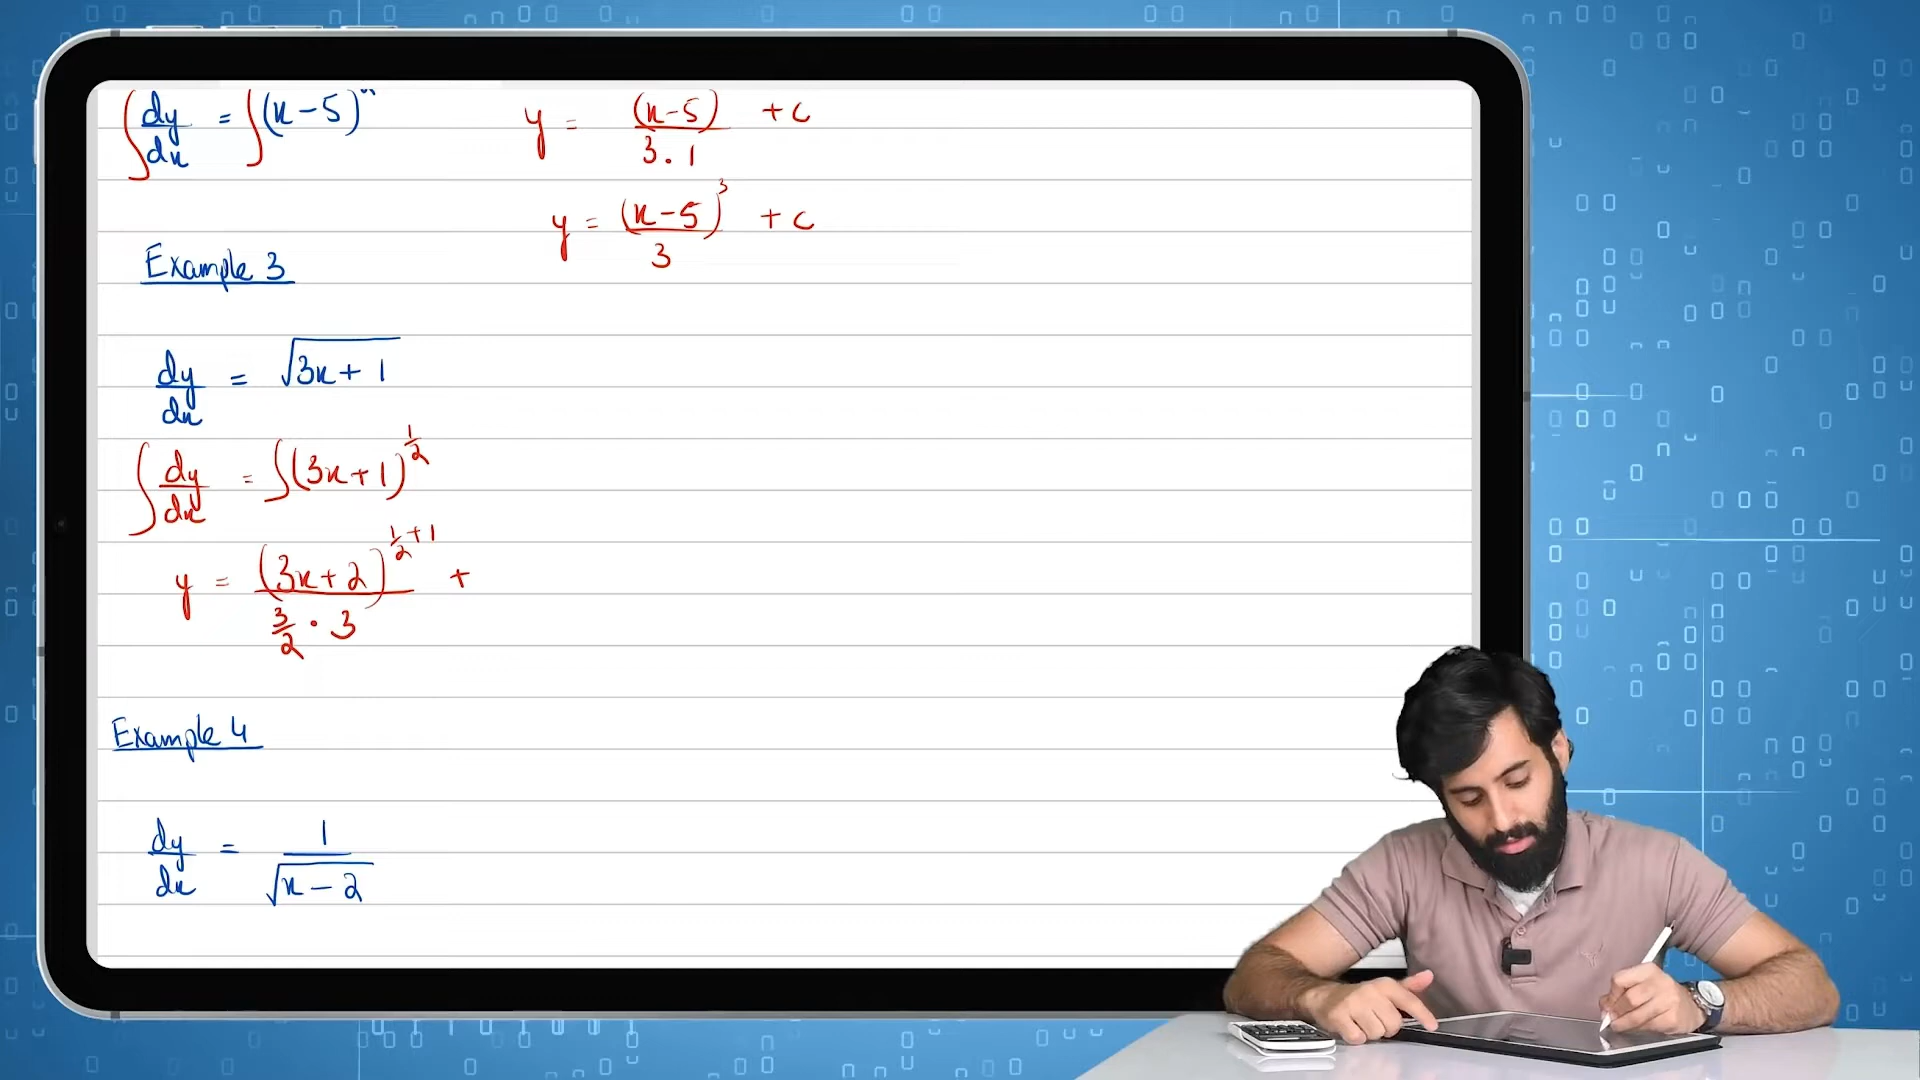 ∫ dy/dx = ∫(x-5)
y = (x-5)/3.1 +c
y = (x-5)^3/3 +c
Example 3
dy/dx = √3x+1
∫ dy/dx = ∫(3x+1)^1/2
y = (3x+2)^1/2+1/(3/2 · 3) +
Example 4
dy/dx = 1/√x-2